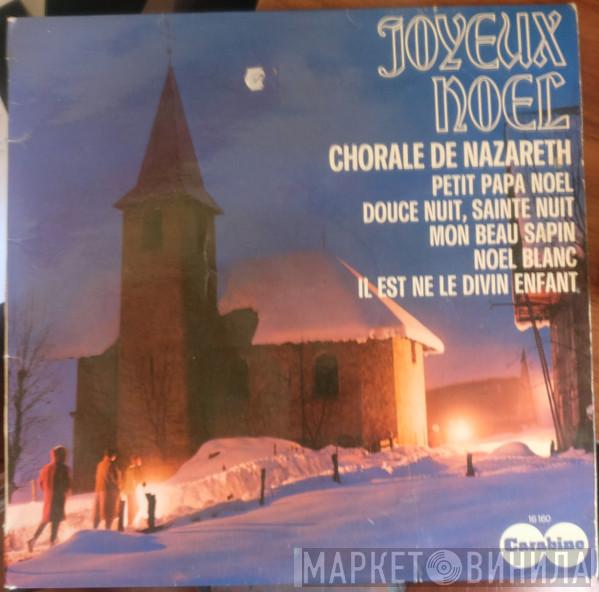 JOYEUX
NOEL
CHORALE DE NAZARETH
PETIT PAPA NOEL
DOUCE NUIT, SAINTE NUIT
MON BEAU SAPIN
NOEL BLANC
IL EST NE LE DIVIN ENFANT
16 160
Carabine
МАРКЕТ ВИНИЛА